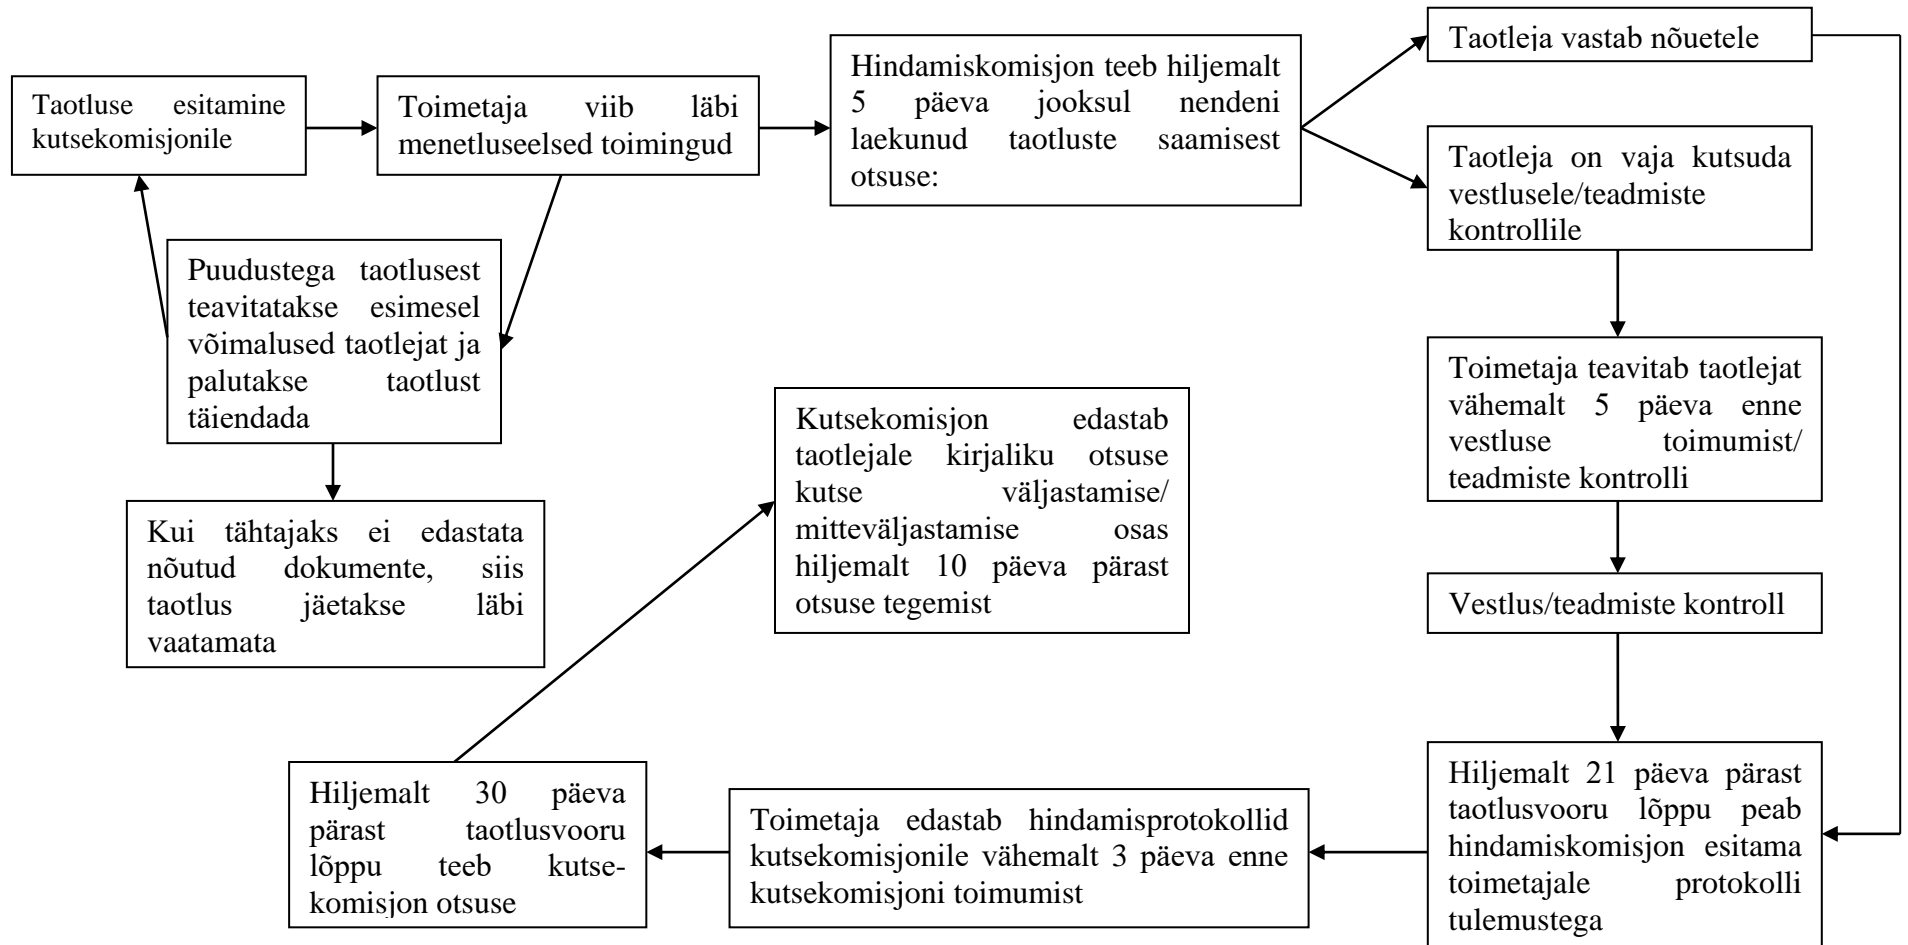 Taotluse esitamine
kutsekomisjonile
Toimetaja viib läbi
menetluseelsed toimingud
Hindamiskomisjon teeb hiljemalt
5 päeva jooksul nendeni
laekunud taotluste saamisest
otsuse:
Taotleja vastab nõuetele
Taotleja on vaja kutsuda
vestlusele/teadmiste
kontrollile
Puudustega taotlusest
teavitatakse esimesel
võimalused taotlejat ja
palutakse taotlust
täiendada
Toimetaja teavitab taotlejat
vähemalt 5 päeva enne
vestluse toimumist/
teadmiste kontrolli
Kutsekomisjon edastab
taotlejale kirjaliku otsuse
kutse väljastamise/
mitteväljastamise osas
hiljemalt 10 päeva pärast
otsuse tegemist
Kui tähtajaks ei edastata
nõutud dokumente, siis
taotlus jäetakse läbi
vaatamata
Vestlus/teadmiste kontroll
Hiljemalt 21 päeva pärast
taotlusvooru lõppu peab
hindamiskomisjon esitama
toimetajale protokolli
tulemustega
Toimetaja edastab hindamisprotokollid
kutsekomisjonile vähemalt 3 päeva enne
kutsekomisjoni toimumist
Hiljemalt 30 päeva
pärast taotlusvooru
lõppu teeb kutse-
komisjon otsuse